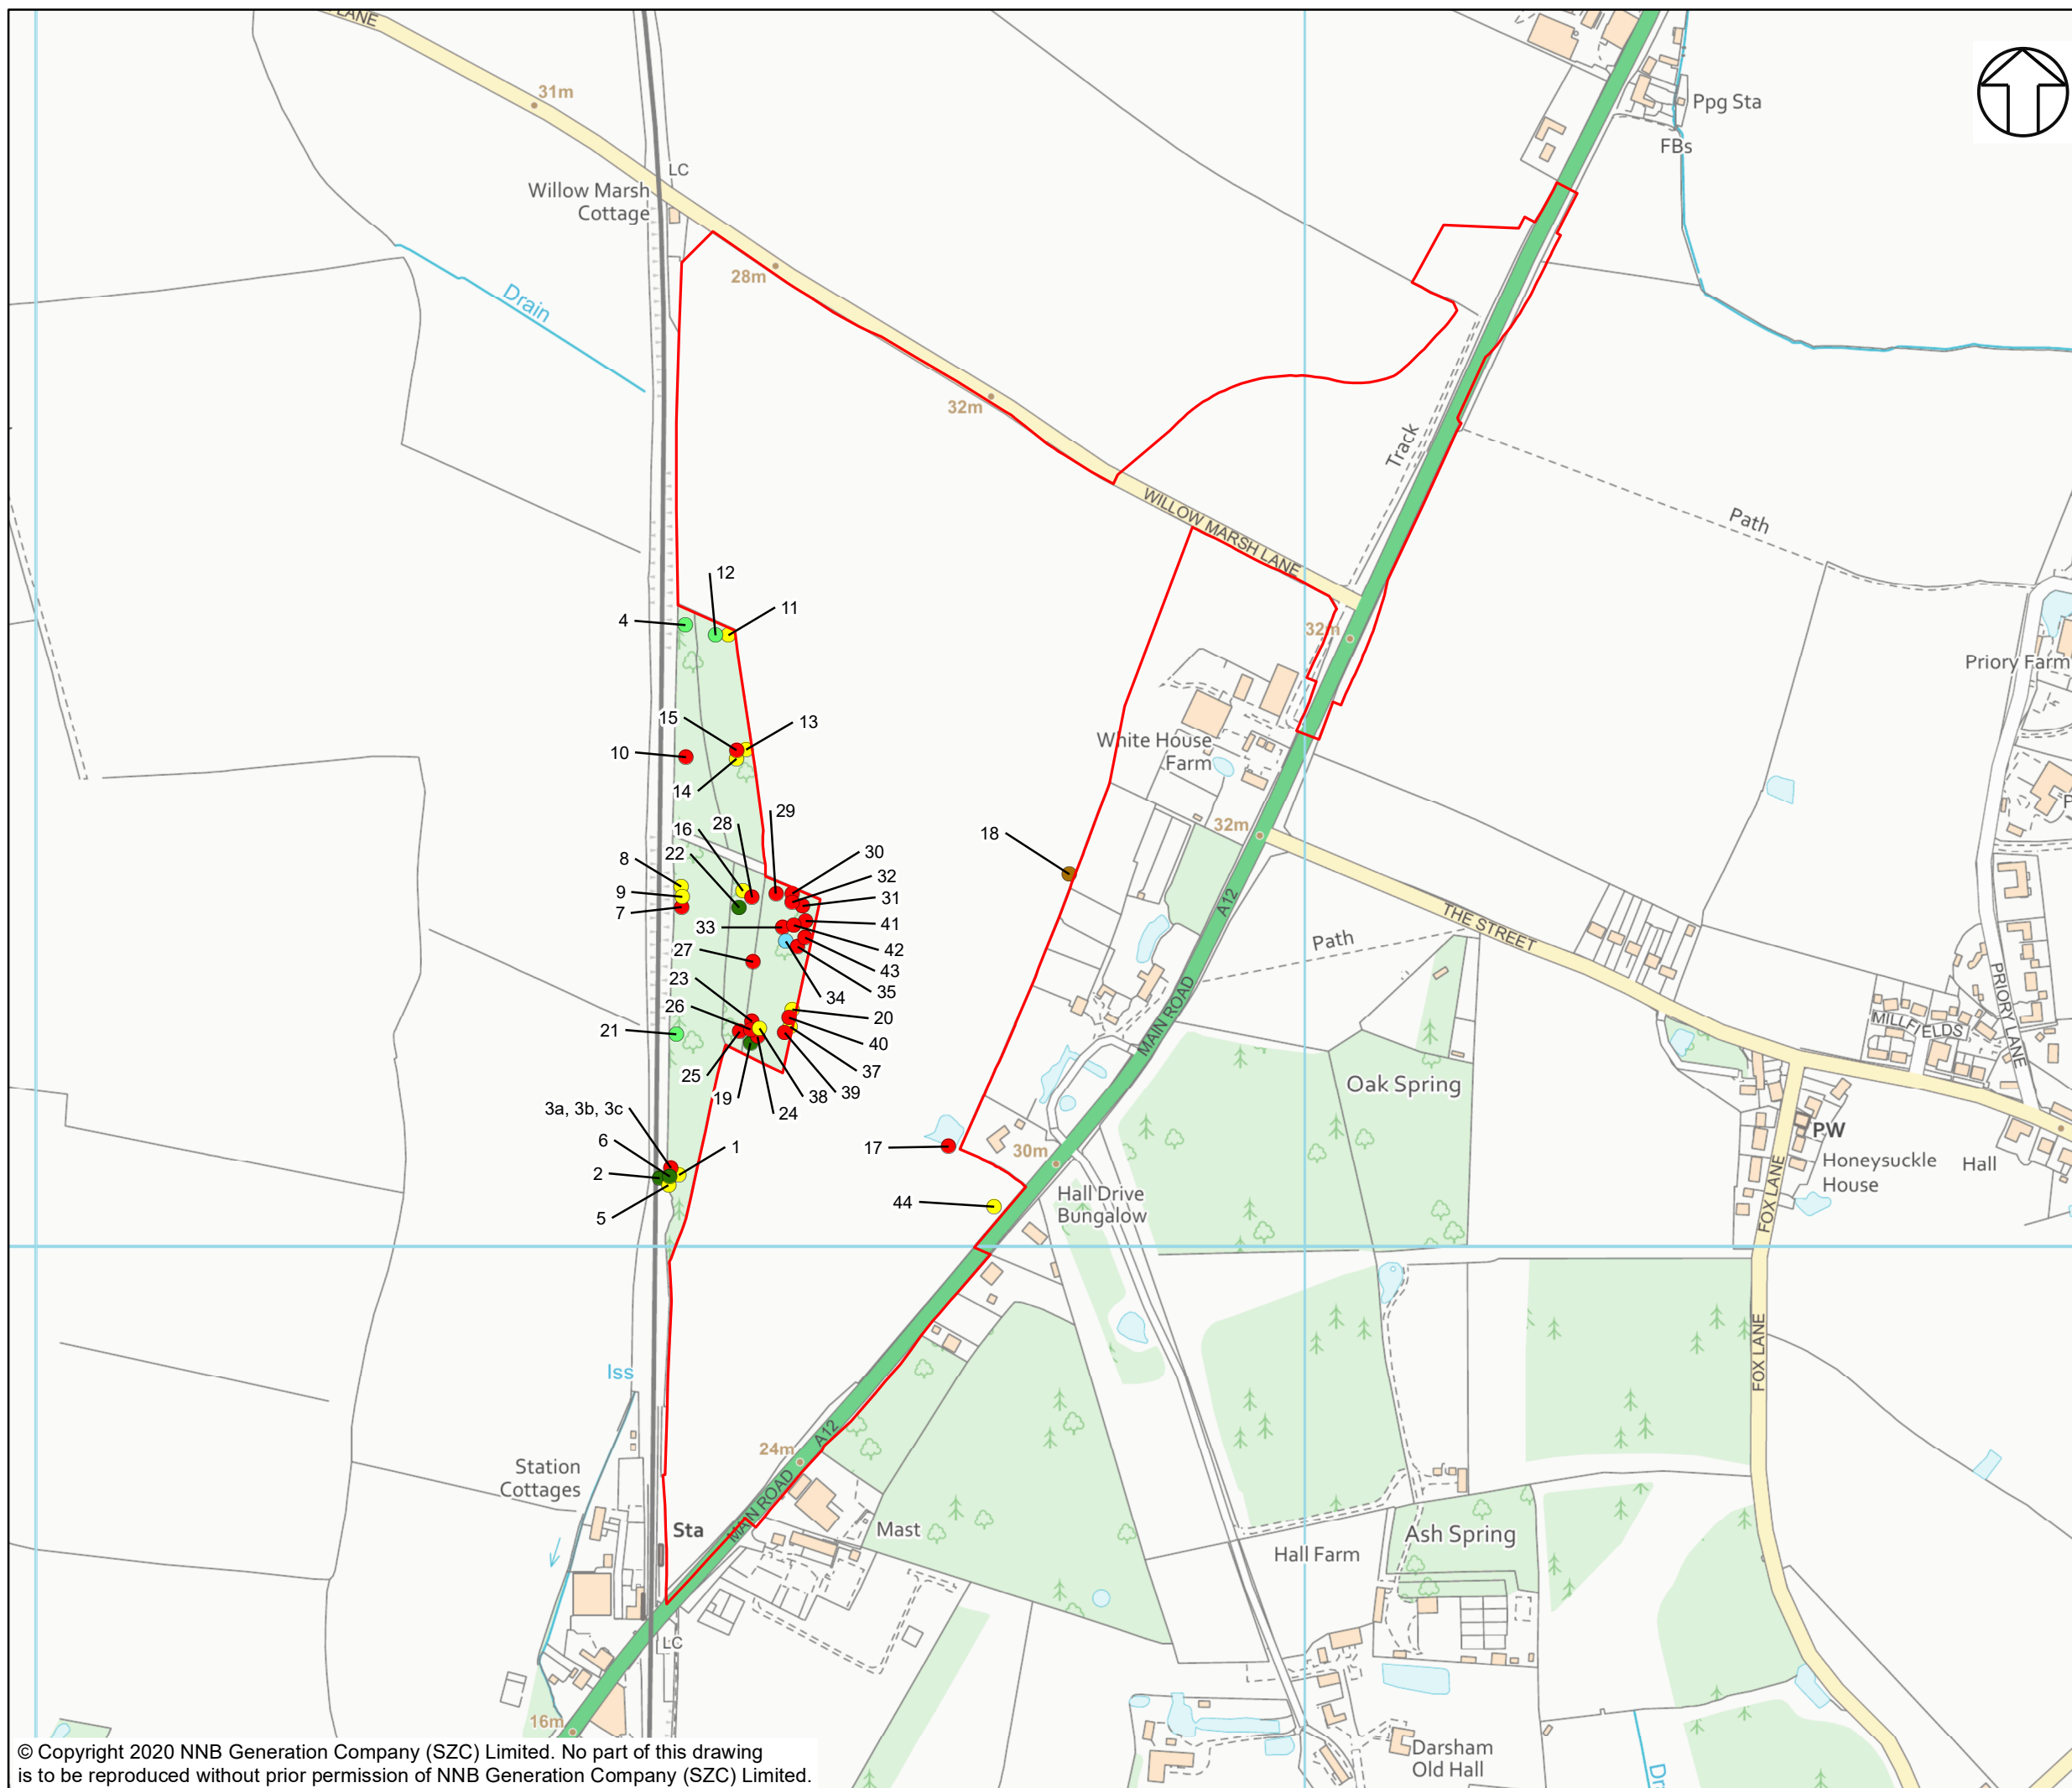 LANE
31m
Ppg Sta
FBs
LC
Willow Marsh
Cottage
28m
Drain
32m
Track
WILLOW MARSH LANE
Path
12
11
4
32m
Priory Farm
15
13
10
14
White House
Farm
29
28
16
32m
18
22
30
8
32
9
31
7
41
33
42
A12
THE STREET
Path
27
43
23
35
34
26
PRIORY LANE
20
MAIN ROAD
MILLFIELDS
21
40
25
37
Oak Spring
39
19
38
24
3a, 3b, 3c
6
1
17
PW
30m
2
Honeysuckle
House
Hall
5
44
Hall Drive
Bungalow
FOX LANE
Iss
FOX LANE
A12
24m
Station
Cottages
MAIN ROAD
Sta
Mast
Ash Spring
Hall Farm
LC
16m
Darsham
Old Hall
Dr
P
© Copyright 2020 NNB Generation Company (SZC) Limited. No part of this drawing
is to be reproduced without prior permission of NNB Generation Company (SZC) Limited.